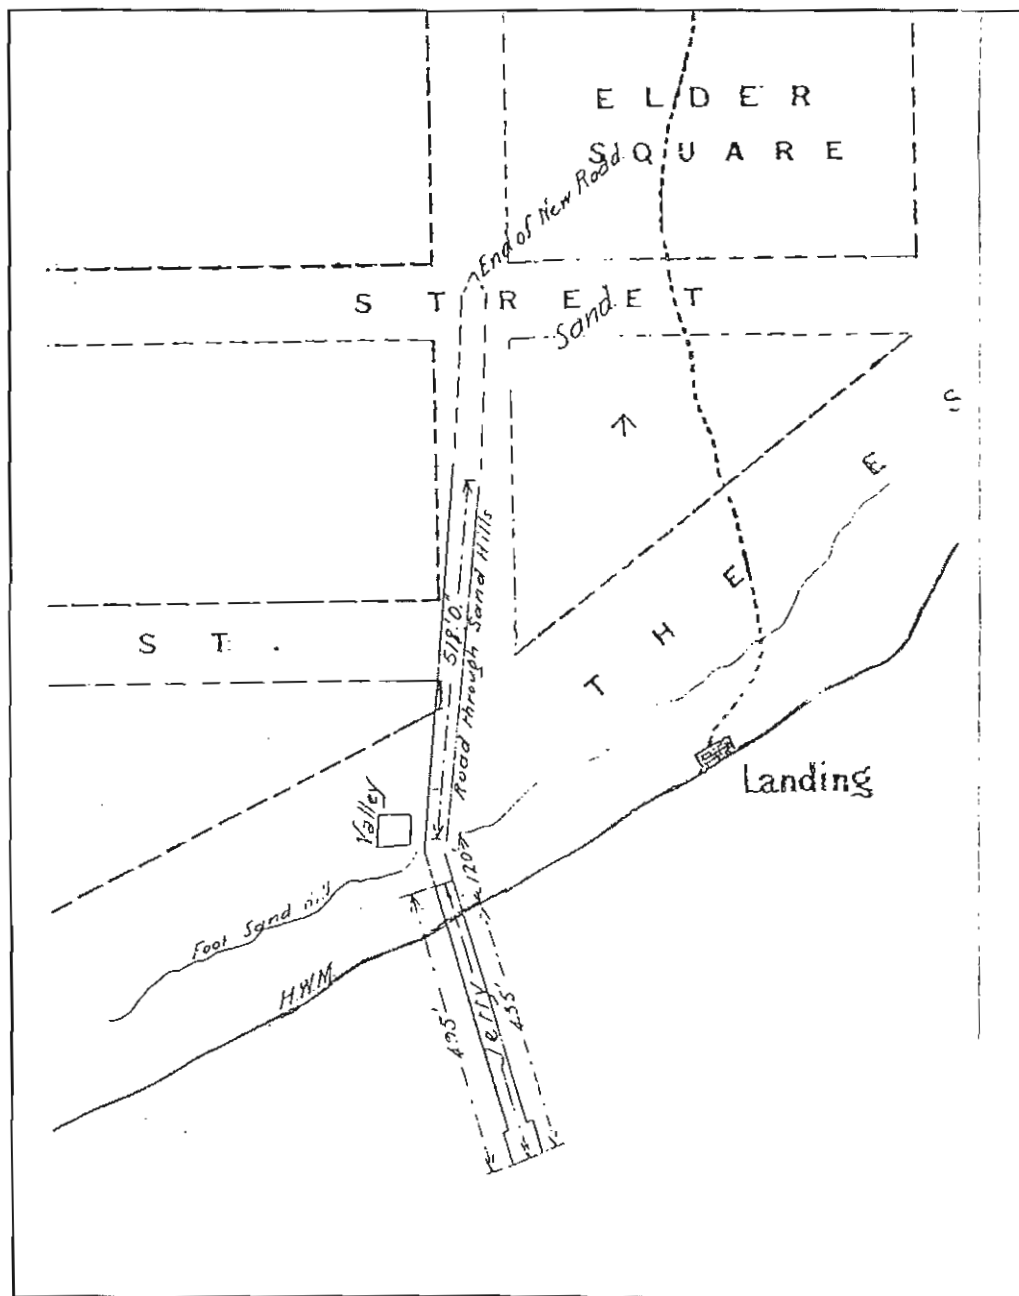 ELDER
SQUARE
End of New Road
STREET
Sand
S
THE E
518'.0."
Road through Sand Hills
ST.
Landing
Valley
120'
Foot Sand Hill
H.W.M.
495'
Jetty
455'